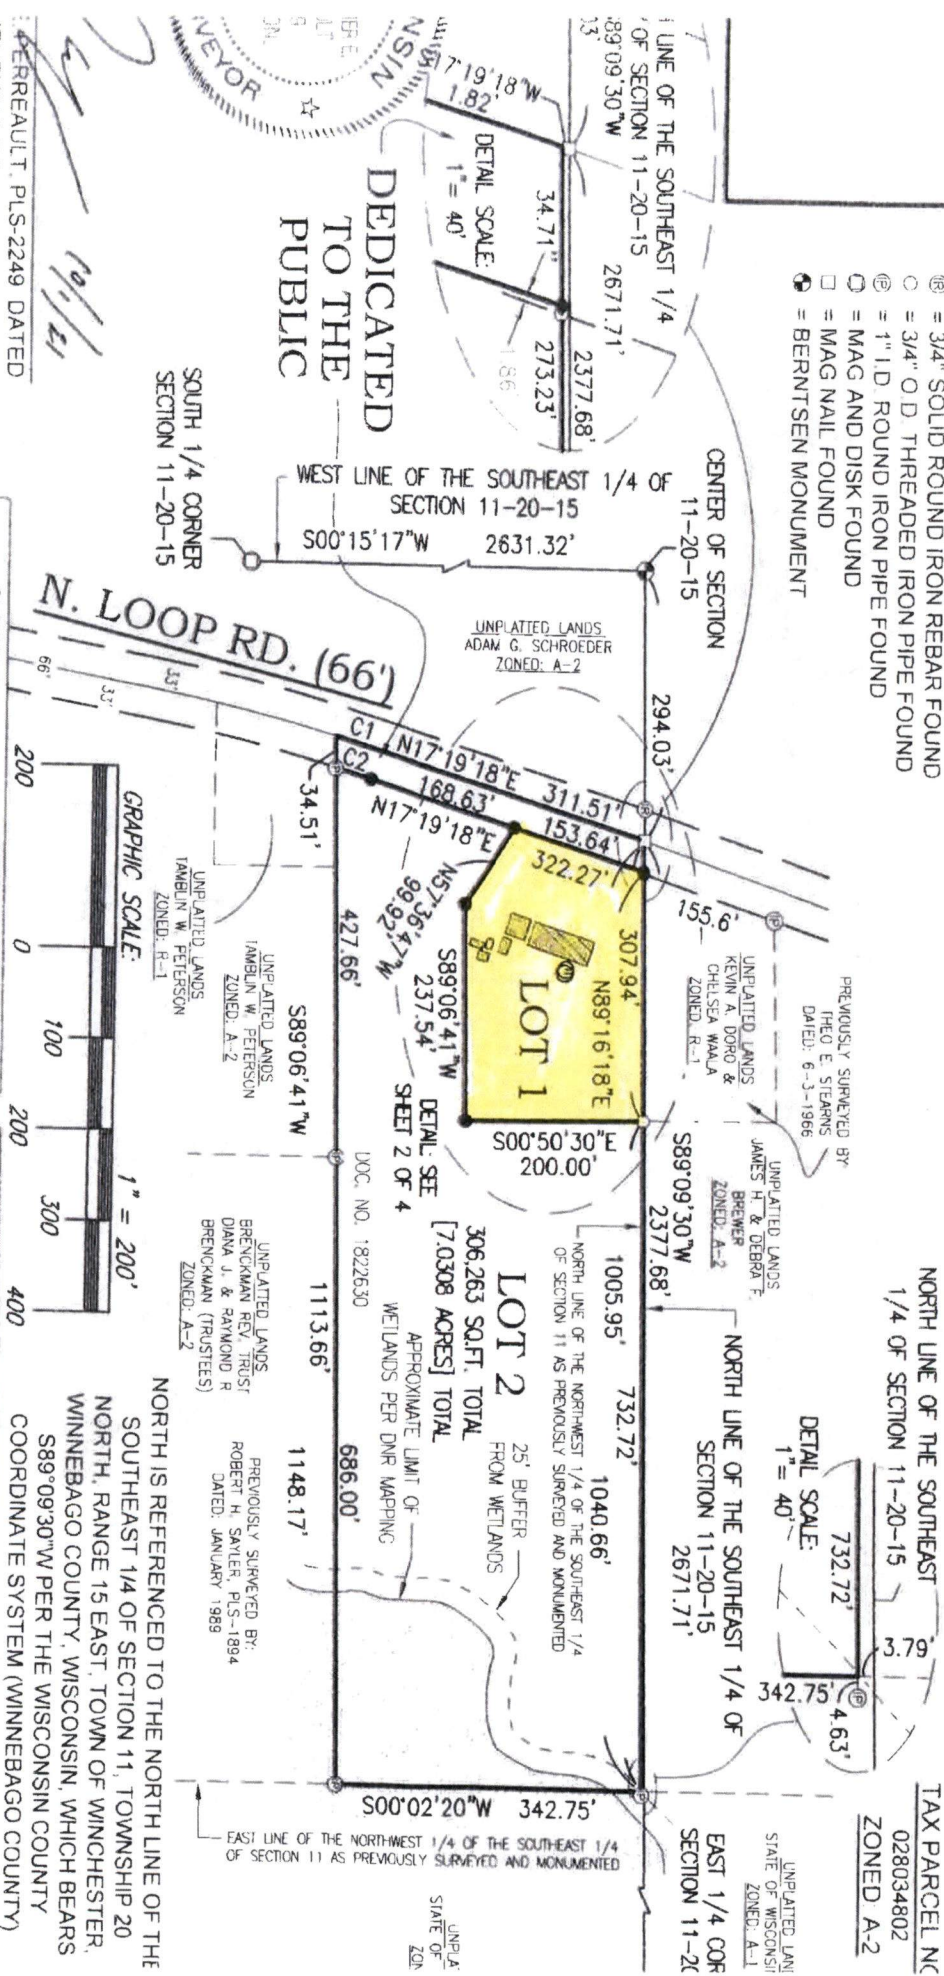 = 3/4" SOLID ROUND IRON REBAR FOUND
= 3/4" O.D. THREADED IRON PIPE FOUND
= 1" I.D. ROUND IRON PIPE FOUND
= MAG AND DISK FOUND
= MAG NAIL FOUND
= BERNTSEN MONUMENT
LINE OF THE SOUTHEAST 1/4
OF SECTION 11-20-15
89°09'30"W
2671.71'
17°19'18"W
1.82'
34.71'
2377.68'
273.23'
1.86'
DETAIL SCALE:
1" = 40'
DEDICATED
TO THE
PUBLIC
VEYOR
NSIN
PERREAULT, PLS-2249 DATED
10/1/21
CENTER OF SECTION
11-20-15
WEST LINE OF THE SOUTHEAST 1/4 OF
SECTION 11-20-15
S00°15'17"W 2631.32'
SOUTH 1/4 CORNER
SECTION 11-20-15
UNPLATTED LANDS
ADAM G. SCHROEDER
ZONED: A-2
294.03'
N. LOOP RD. (66')
66'
33'
33'
C1
N17°19'18"E 311.51'
C2
168.63'
153.64'
N17°19'18"E
322.27'
34.51'
155.6'
307.94'
N89°16'18"E
LOT 1
N57°36'47"W
99.92'
S89°06'41"W
237.54'
S00°50'30"E
200.00'
DETAIL: SEE
SHEET 2 OF 4
427.66'
S89°06'41"W
DOC. NO. 1822630
1113.66'
686.00'
1148.17'
UNPLATTED LANDS
KEVIN A. DORO &
CHELSEA WAALA
ZONED: R-1
PREVIOUSLY SURVEYED BY
THEO E. STEARNS
DATED: 6-3-1966
UNPLATTED LANDS
JAMES H. & DEBRA F.
BREWER
ZONED: A-2
S89°09'30"W
2377.68'
NORTH LINE OF THE SOUTHEAST 1/4 OF
SECTION 11-20-15
2671.71'
1005.95'
732.72'
1040.66'
NORTH LINE OF THE NORTHWEST 1/4 OF THE SOUTHEAST 1/4
OF SECTION 11 AS PREVIOUSLY SURVEYED AND MONUMENTED
LOT 2
306,263 SQ.FT. TOTAL
[7.0308 ACRES] TOTAL
25' BUFFER
FROM WETLANDS
APPROXIMATE LIMIT OF
WETLANDS PER DNR MAPPING
NORTH LINE OF THE SOUTHEAST
1/4 OF SECTION 11-20-15
DETAIL SCALE:
1" = 40'
732.72'
3.79'
342.75'
4.63'
TAX PARCEL
028034802
ZONED: A-2
UNPLATTED
STATE OF
ZONED: A-1
EAST 1/4
SECTION
S00°02'20"W 342.75'
EAST LINE OF THE NORTHWEST 1/4 OF THE SOUTHEAST 1/4
OF SECTION 11 AS PREVIOUSLY SURVEYED AND MONUMENTED
STATE OF
UNPLATTED LANDS
TAMBLIN W. PETERSON
ZONED: R-1
UNPLATTED LANDS
TAMBLIN W. PETERSON
ZONED: A-2
UNPLATTED LANDS
BRENCKMAN REV. TRUST
DIANA J. & RAYMOND R
BRENCKMAN (TRUSTEES)
ZONED: A-2
PREVIOUSLY SURVEYED BY:
ROBERT H. SAYLER, PLS-1894
DATED: JANUARY 1989
GRAPHIC SCALE:
1" = 200'
200 0 100 200 300 400
NORTH IS REFERENCED TO THE NORTH LINE OF THE
SOUTHEAST 1/4 OF SECTION 11, TOWNSHIP 20
NORTH, RANGE 15 EAST, TOWN OF WINCHESTER,
WINNEBAGO COUNTY, WISCONSIN, WHICH BEARS
S89°09'30"W PER THE WISCONSIN COUNTY
COORDINATE SYSTEM (WINNEBAGO COUNTY)